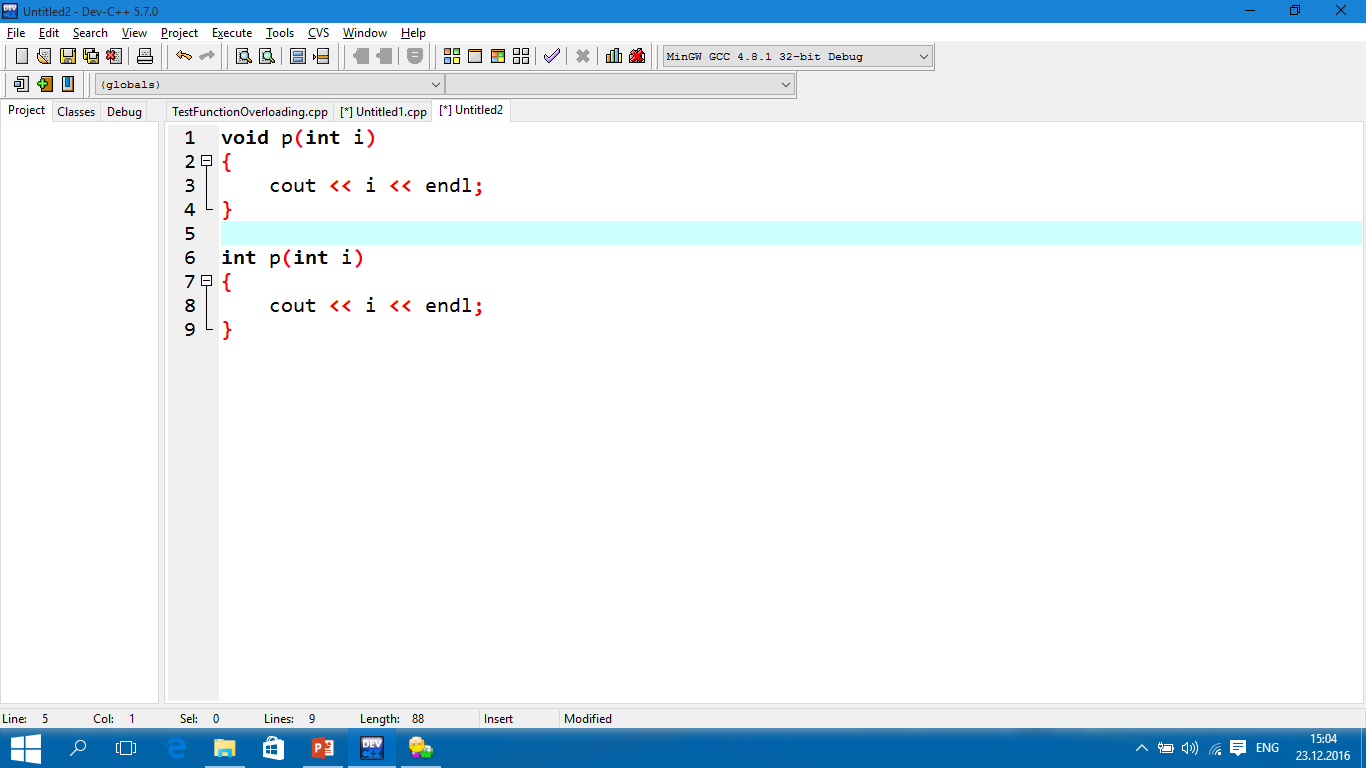 Untitled2 - Dev-C++ 5.7.0
File Edit Search View Project Execute Tools CVS Window Help
MinGW GCC 4.8.1 32-bit Debug
(globals)
Project Classes Debug TestFunctionOverloading.cpp [*] Untitled1.cpp [*] Untitled2
1 void p(int i)
2 {
3 cout << i << endl;
4 }
5
6 int p(int i)
7 {
8 cout << i << endl;
9 }
Line: 5 Col: 1 Sel: 0 Lines: 9 Length: 88 Insert Modified
ENG 15:04
23.12.2016